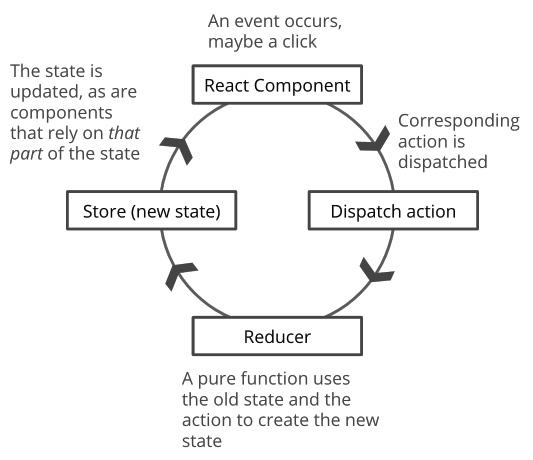 An event occurs,
maybe a click
React Component
The state is
updated, as are
components
that rely on that
part of the state
Corresponding
action is
dispatched
Store (new state)
Dispatch action
Reducer
A pure function uses
the old state and the
action to create the new
state